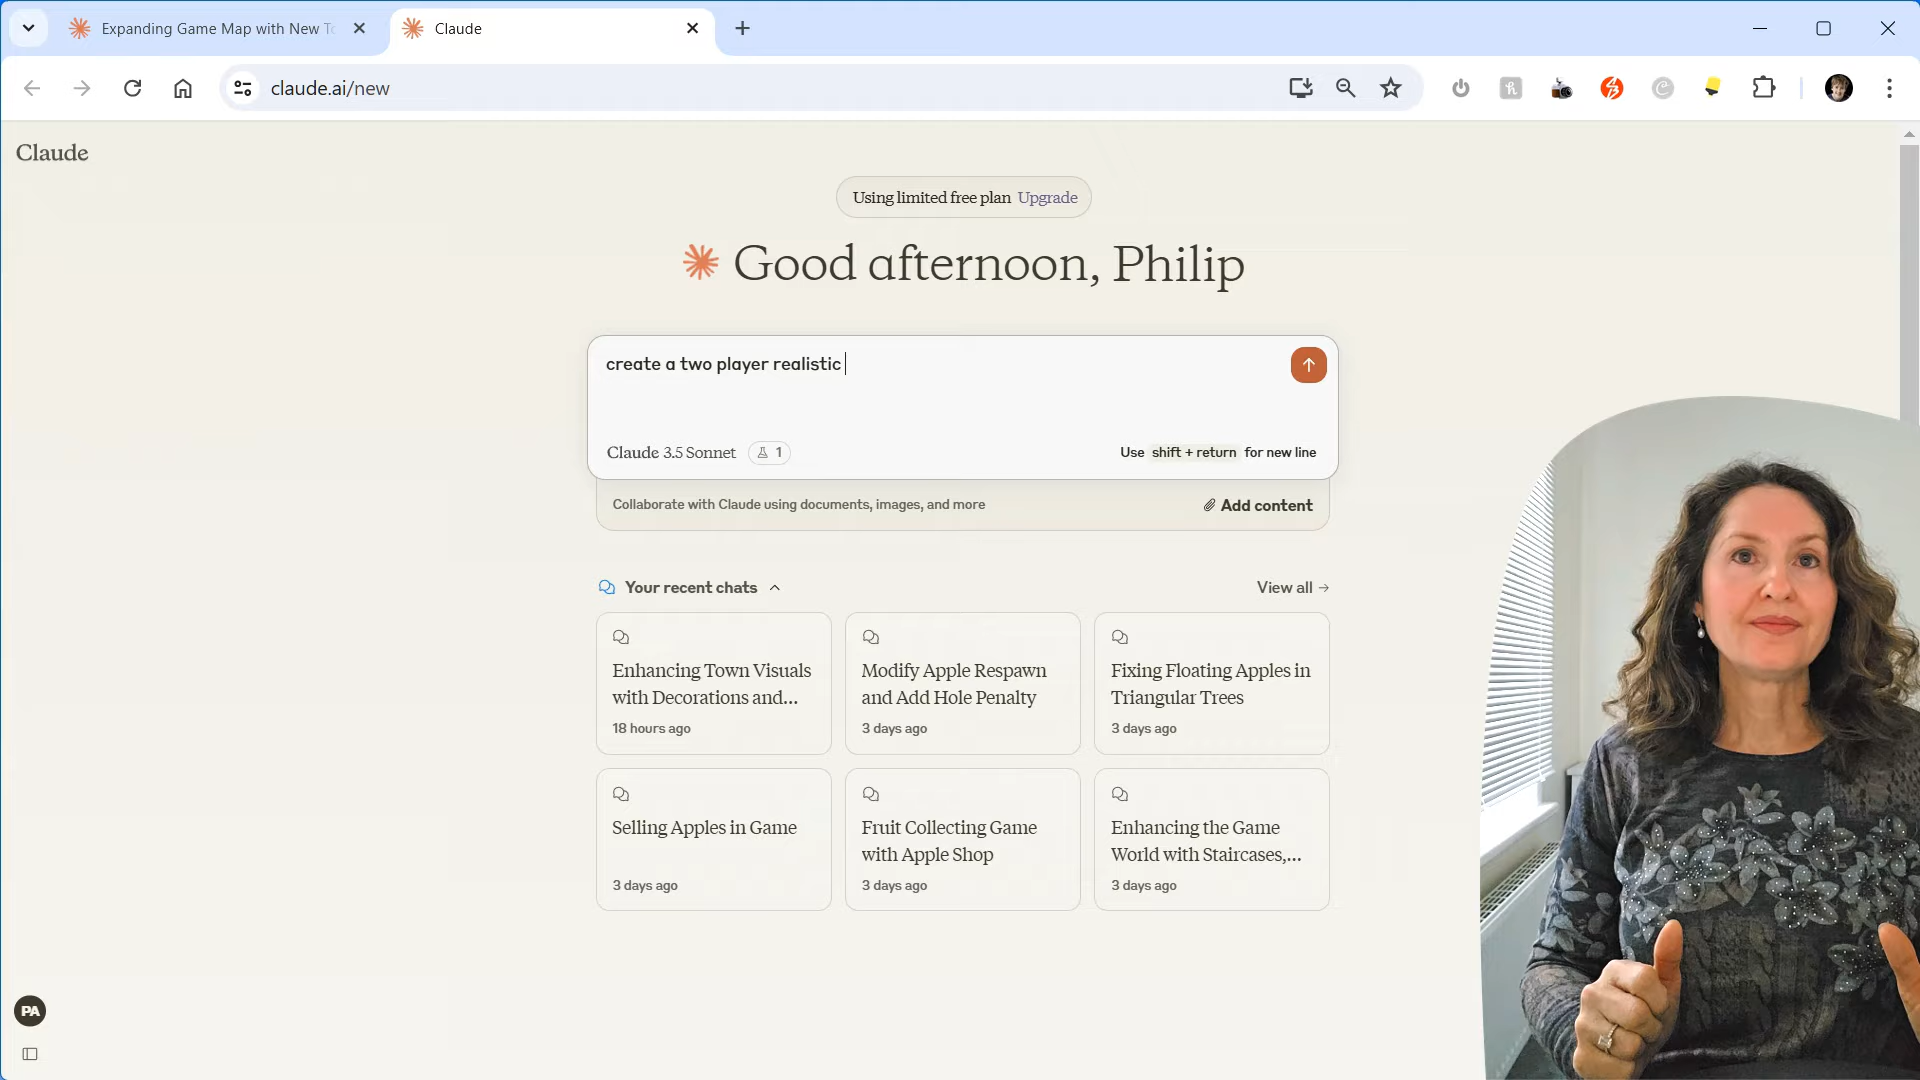 Expanding Game Map with New To
Claude
claude.ai/new
Claude
Using limited free plan Upgrade
Good afternoon, Philip
create a two player realistic
Claude 3.5 Sonnet 1
Use shift + return for new line
Collaborate with Claude using documents, images, and more
Add content
Your recent chats
View all
Enhancing Town Visuals
with Decorations and...
18 hours ago
Modify Apple Respawn
and Add Hole Penalty
3 days ago
Fixing Floating Apples in
Triangular Trees
3 days ago
Selling Apples in Game
3 days ago
Fruit Collecting Game
with Apple Shop
3 days ago
Enhancing the Game
World with Staircases,...
3 days ago
PA